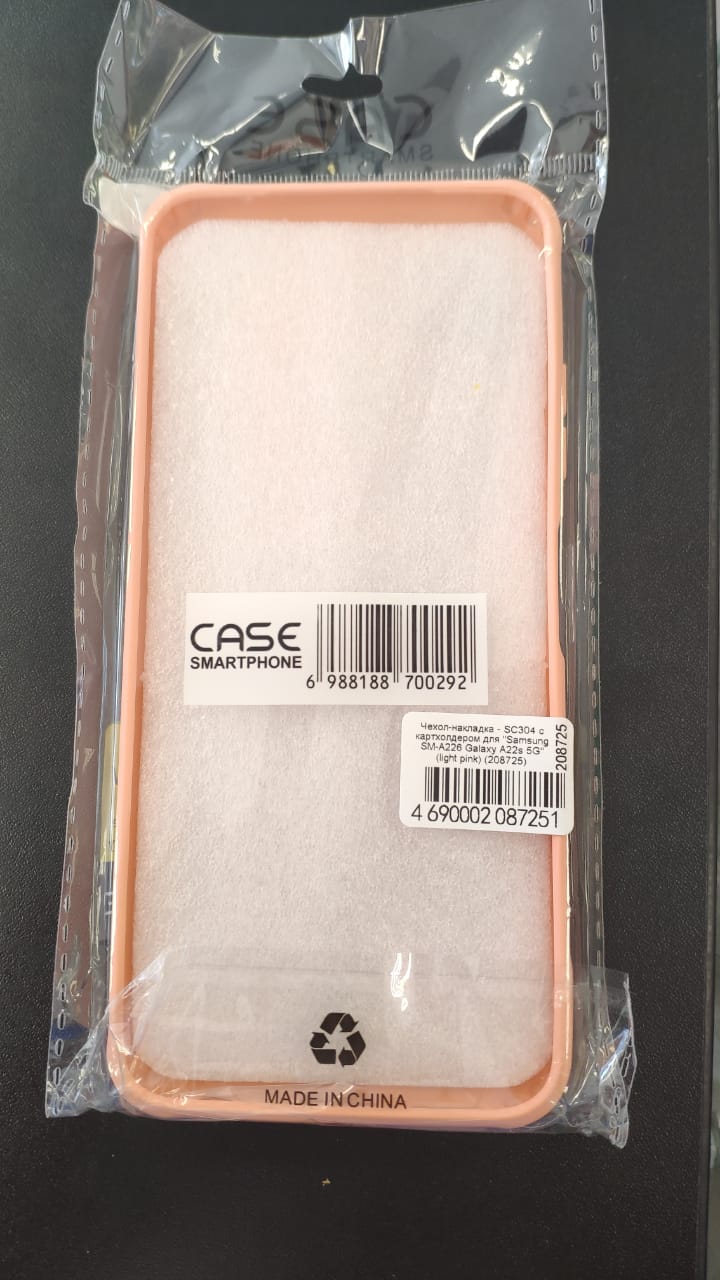 CASE
SMARTPHONE
6 988188 700292
Чехол-накладка - SC304 с
картхолдером для "Samsung
SM-A226 Galaxy A22s 5G"
(light pink) (208725)
208725
4 690002 087251
MADE IN CHINA